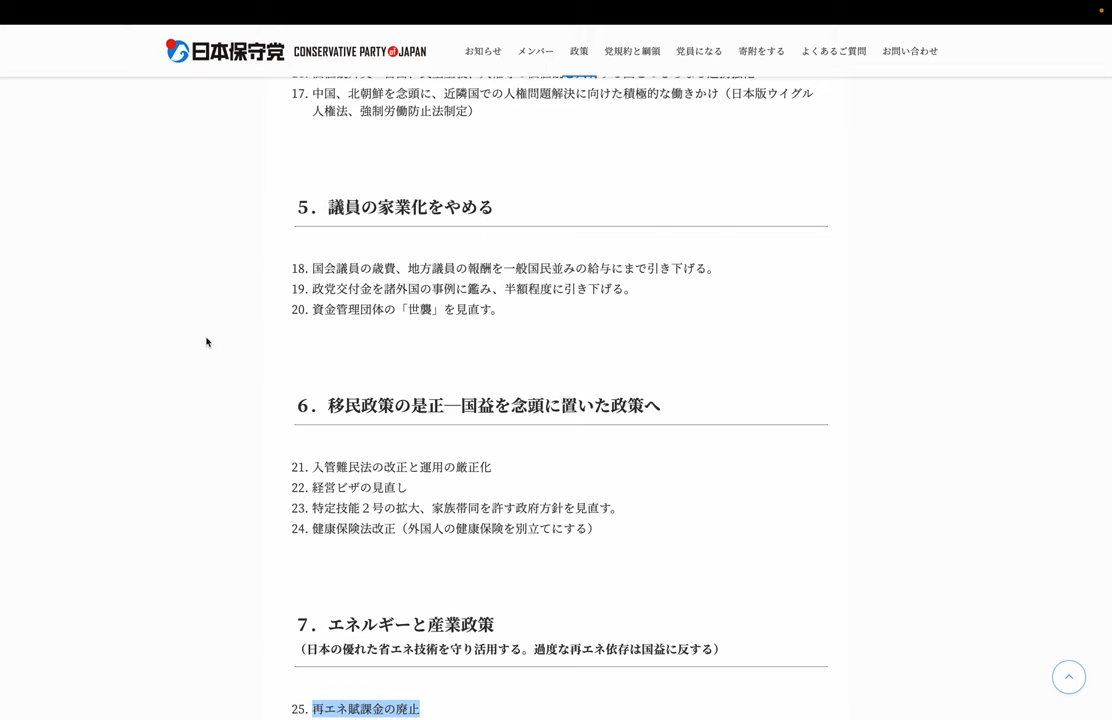 日本保守党 CONSERVATIVE PARTY of JAPAN お知らせ メンバー 政策 党規約と綱領 党員になる 寄附をする よくあるご質問 お問い合わせ
17. 中国、北朝鮮を念頭に、近隣国での人権問題解決に向けた積極的な働きかけ（日本版ウイグル
人権法、強制労働防止法制定）
５．議員の家業化をやめる
18. 国会議員の歳費、地方議員の報酬を一般国民並みの給与にまで引き下げる。
19. 政党交付金を諸外国の事例に鑑み、半額程度に引き下げる。
20. 資金管理団体の「世襲」を見直す。
６．移民政策の是正─国益を念頭に置いた政策へ
21. 入管難民法の改正と運用の厳正化
22. 経営ビザの見直し
23. 特定技能２号の拡大、家族帯同を許す政府方針を見直す。
24. 健康保険法改正（外国人の健康保険を別立てにする）
７．エネルギーと産業政策
（日本の優れた省エネ技術を守り活用する。過度な再エネ依存は国益に反する）
25. 再エネ賦課金の廃止